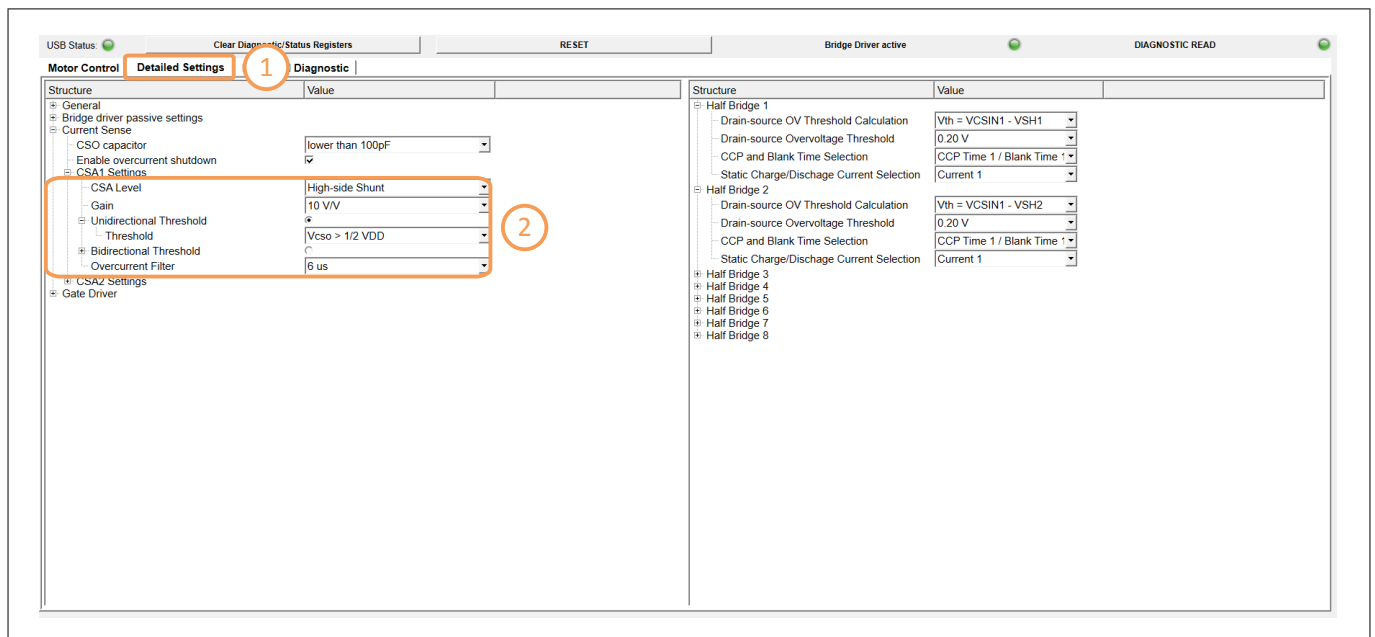 USB Status: Clear Diagnostic/Status Registers RESET Bridge Driver active DIAGNOSTIC READ
Motor Control Detailed Settings 1 Diagnostic
Structure Value
General
Bridge driver passive settings
Current Sense
CSO capacitor lower than 100pF
Enable overcurrent shutdown
CSA1 Settings
CSA Level High-side Shunt
Gain 10 V/V
Unidirectional Threshold
Threshold Vcso > 1/2 VDD
2
Bidirectional Threshold
Overcurrent Filter 6 us
CSA2 Settings
Gate Driver
Structure Value
Half Bridge 1
Drain-source OV Threshold Calculation Vth = VCSIN1 - VSH1
Drain-source Overvoltage Threshold 0.20 V
CCP and Blank Time Selection CCP Time 1 / Blank Time 1
Static Charge/Dischage Current Selection Current 1
Half Bridge 2
Drain-source OV Threshold Calculation Vth = VCSIN1 - VSH2
Drain-source Overvoltage Threshold 0.20 V
CCP and Blank Time Selection CCP Time 1 / Blank Time 1
Static Charge/Dischage Current Selection Current 1
Half Bridge 3
Half Bridge 4
Half Bridge 5
Half Bridge 6
Half Bridge 7
Half Bridge 8